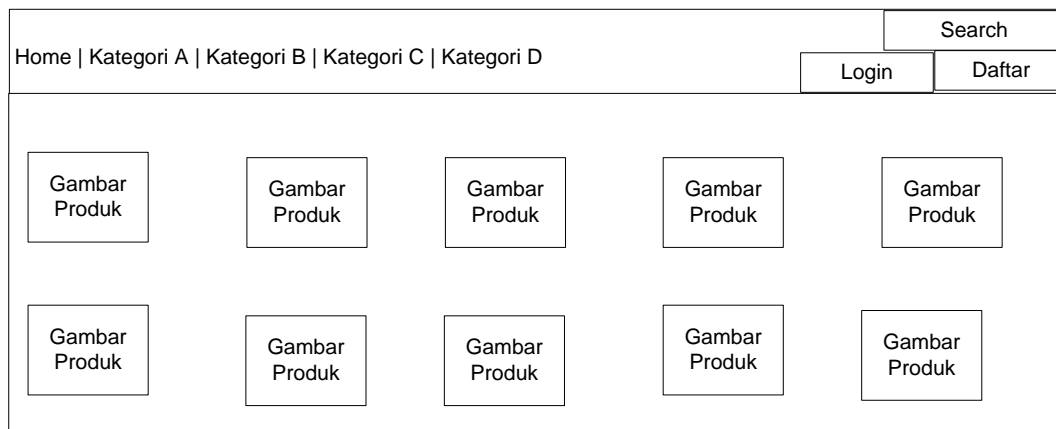 Search
Home | Kategori A | Kategori B | Kategori C | Kategori D
Login
Daftar
Gambar
Produk
Gambar
Produk
Gambar
Produk
Gambar
Produk
Gambar
Produk
Gambar
Produk
Gambar
Produk
Gambar
Produk
Gambar
Produk
Gambar
Produk